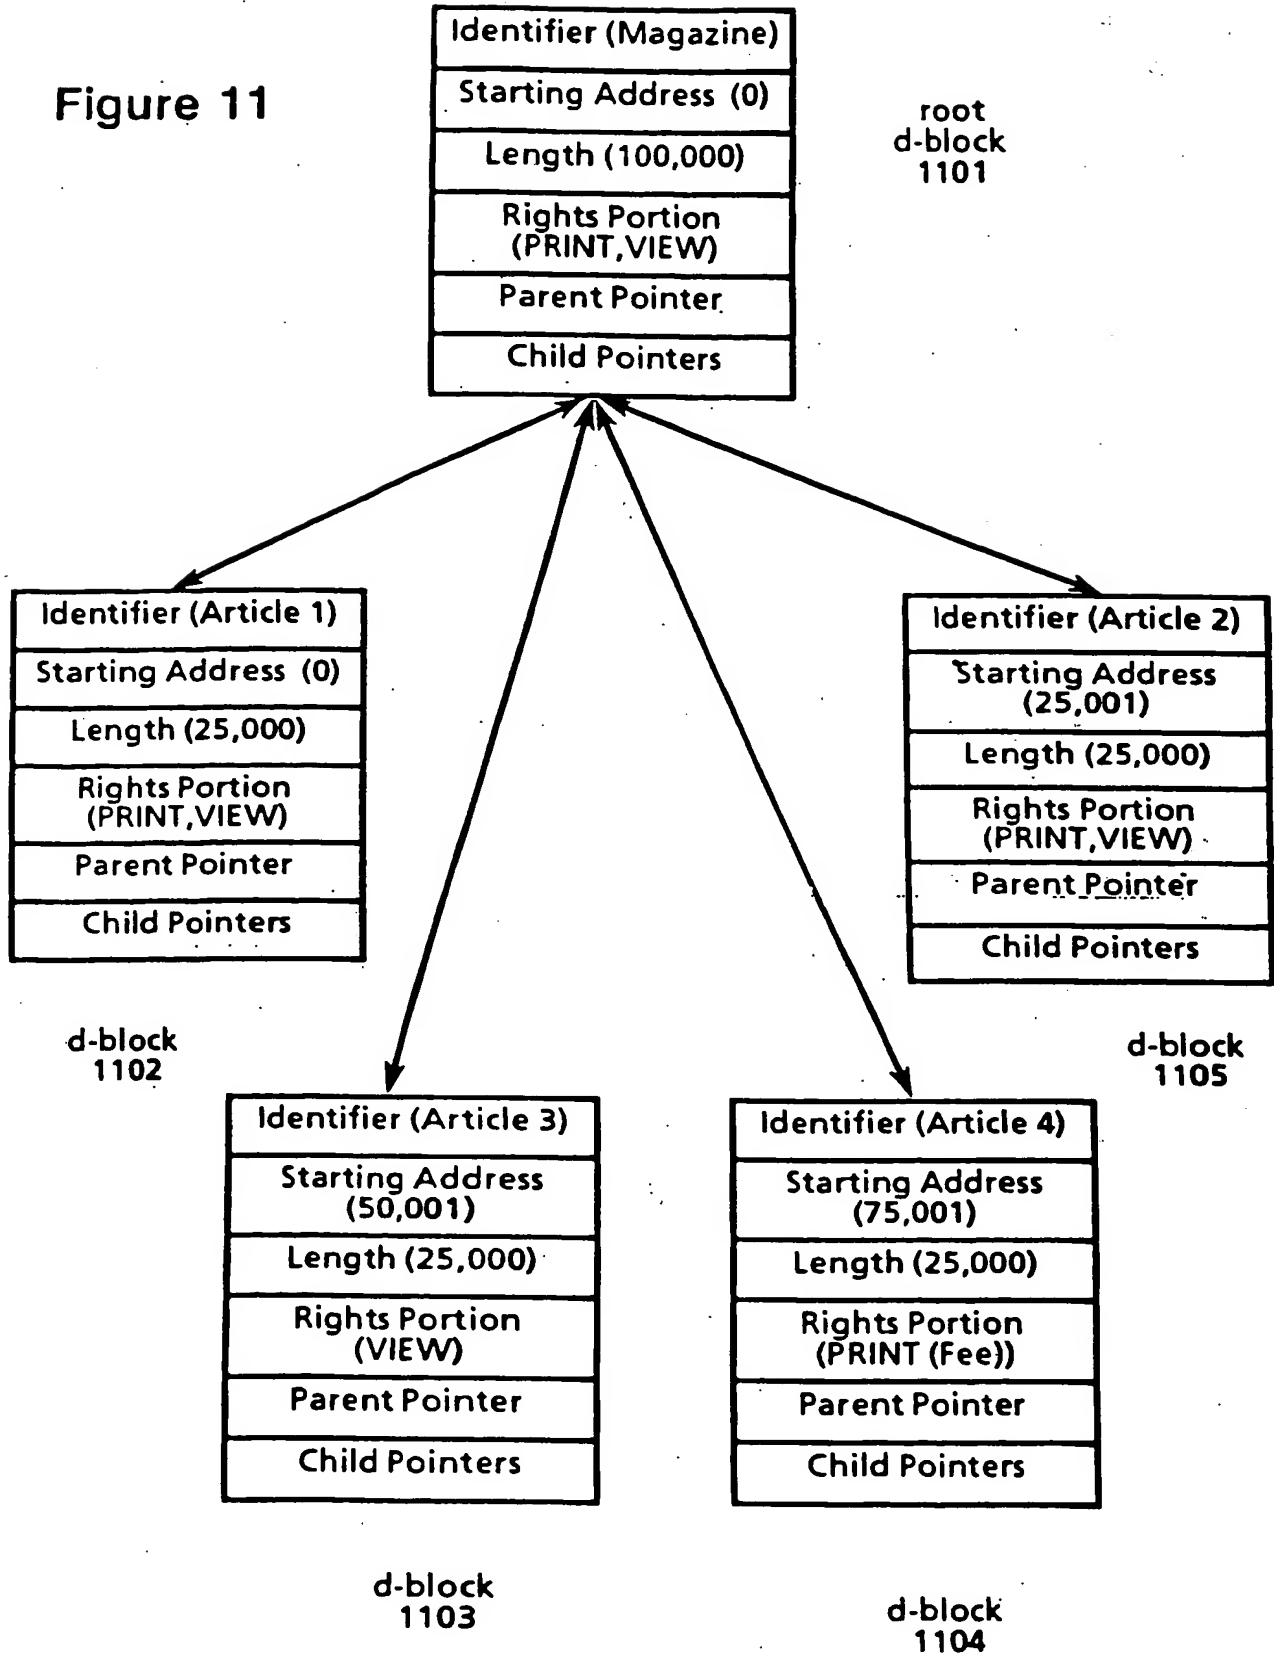 Figure 11
Identifier (Magazine)
Starting Address (0)
Length (100,000)
Rights Portion
(PRINT,VIEW)
Parent Pointer
Child Pointers
root
d-block
1101
Identifier (Article 1)
Starting Address (0)
Length (25,000)
Rights Portion
(PRINT,VIEW)
Parent Pointer
Child Pointers
d-block
1102
Identifier (Article 2)
Starting Address
(25,001)
Length (25,000)
Rights Portion
(PRINT,VIEW)
Parent Pointer
Child Pointers
d-block
1105
Identifier (Article 3)
Starting Address
(50,001)
Length (25,000)
Rights Portion
(VIEW)
Parent Pointer
Child Pointers
d-block
1103
Identifier (Article 4)
Starting Address
(75,001)
Length (25,000)
Rights Portion
(PRINT (Fee))
Parent Pointer
Child Pointers
d-block
1104